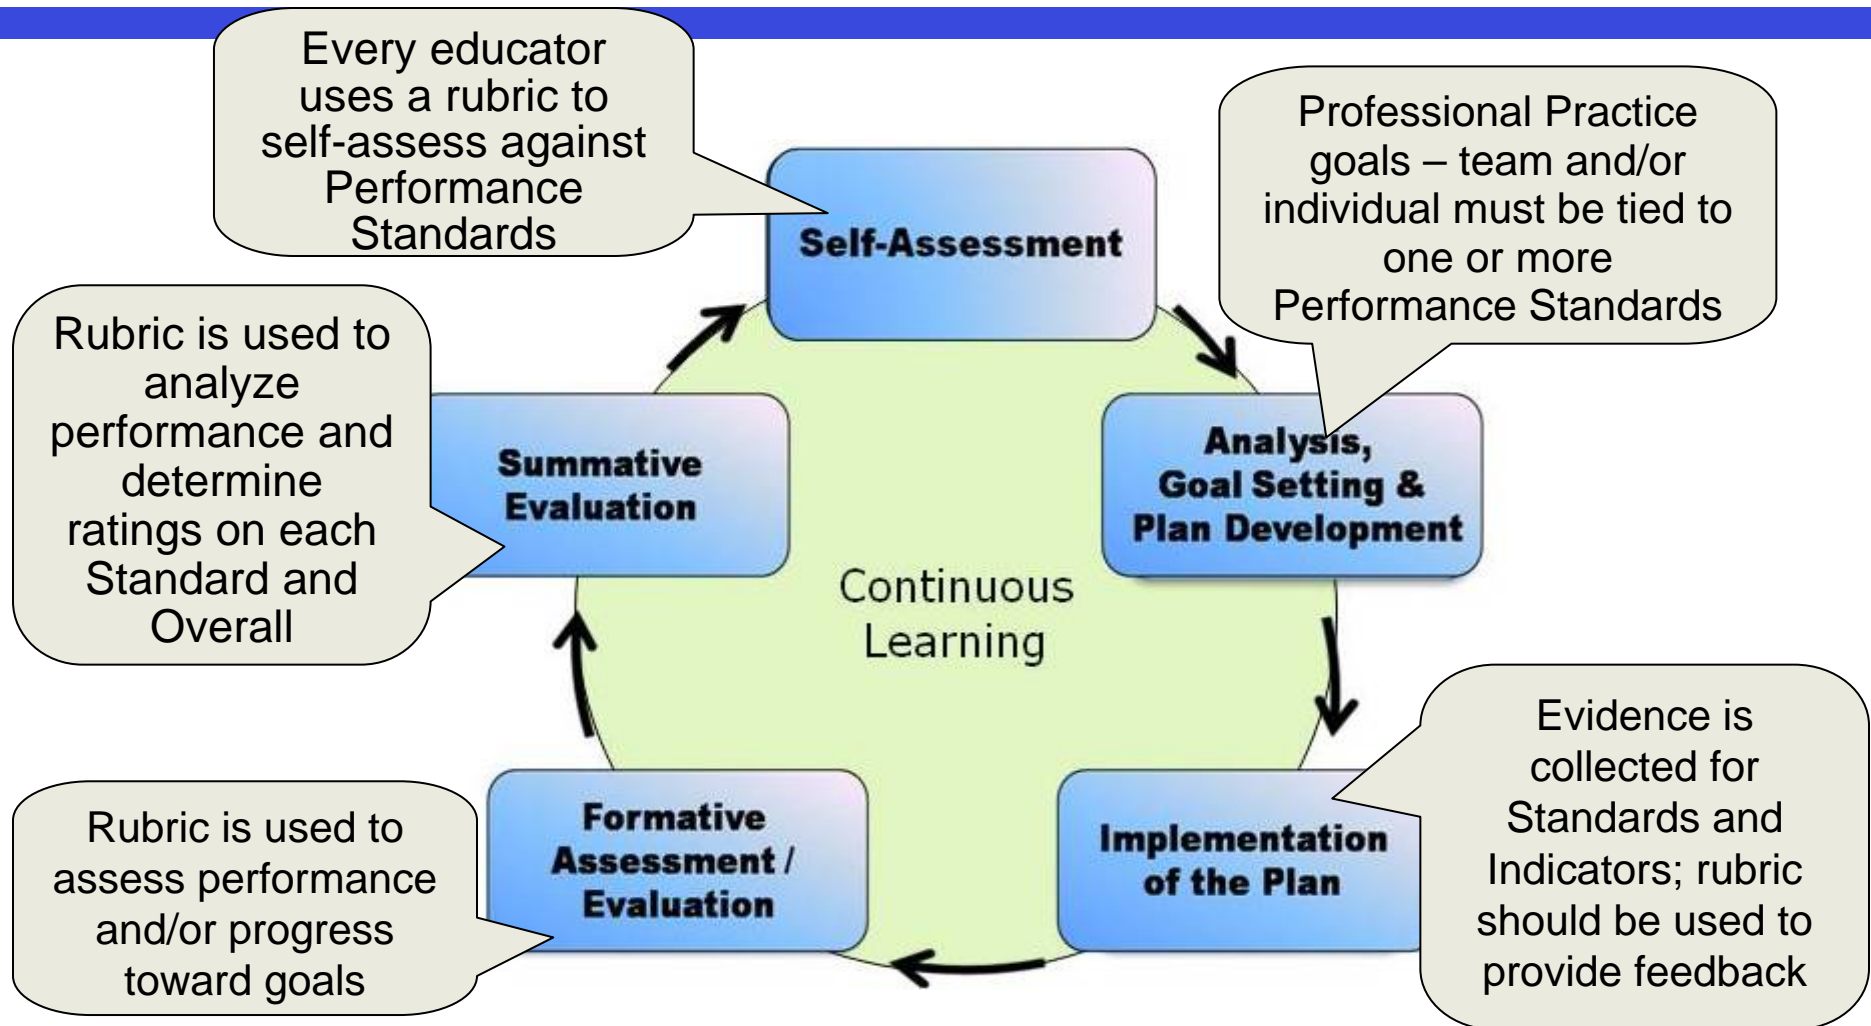 Every educator
uses a rubric to
self-assess against
Performance
Standards
Professional Practice
goals – team and/or
individual must be tied to
one or more
Performance Standards
Self-Assessment
Rubric is used to
analyze
performance and
determine
ratings on each
Standard and
Overall
Summative
Evaluation
Analysis,
Goal Setting &
Plan Development
Continuous
Learning
Evidence is
collected for
Standards and
Indicators; rubric
should be used to
provide feedback
Rubric is used to
assess performance
and/or progress
toward goals
Formative
Assessment /
Evaluation
Implementation
of the Plan